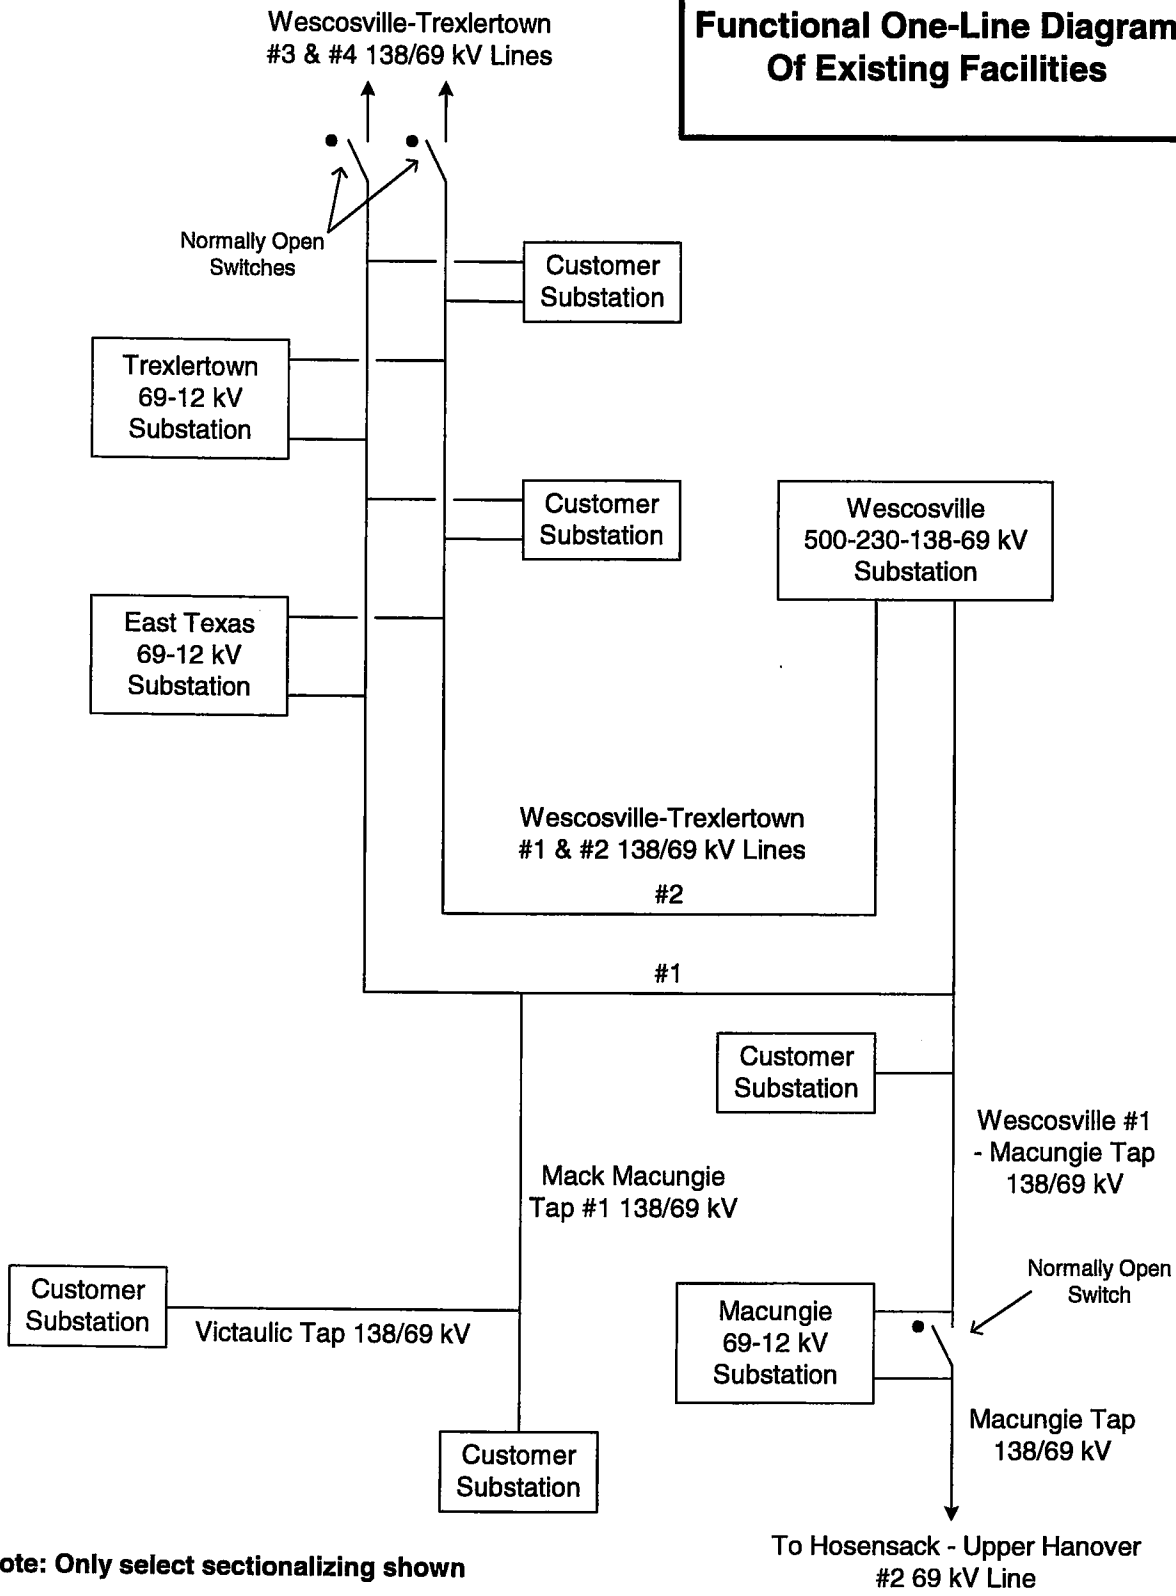 Wescosville-Trexlertown
#3 & #4 138/69 kV Lines
Functional One-Line Diagram
Of Existing Facilities
Normally Open
Switches
Customer
Substation
Trexlertown
69-12 kV
Substation
Customer
Substation
Wescosville
500-230-138-69 kV
Substation
East Texas
69-12 kV
Substation
Wescosville-Trexlertown
#1 & #2 138/69 kV Lines
#2
#1
Customer
Substation
Wescosville #1
- Macungie Tap
138/69 kV
Mack Macungie
Tap #1 138/69 kV
Customer
Substation
Victaulic Tap 138/69 kV
Normally Open
Switch
Macungie
69-12 kV
Substation
Macungie Tap
138/69 kV
Customer
Substation
ote: Only select sectionalizing shown
To Hosensack - Upper Hanover
#2 69 kV Line